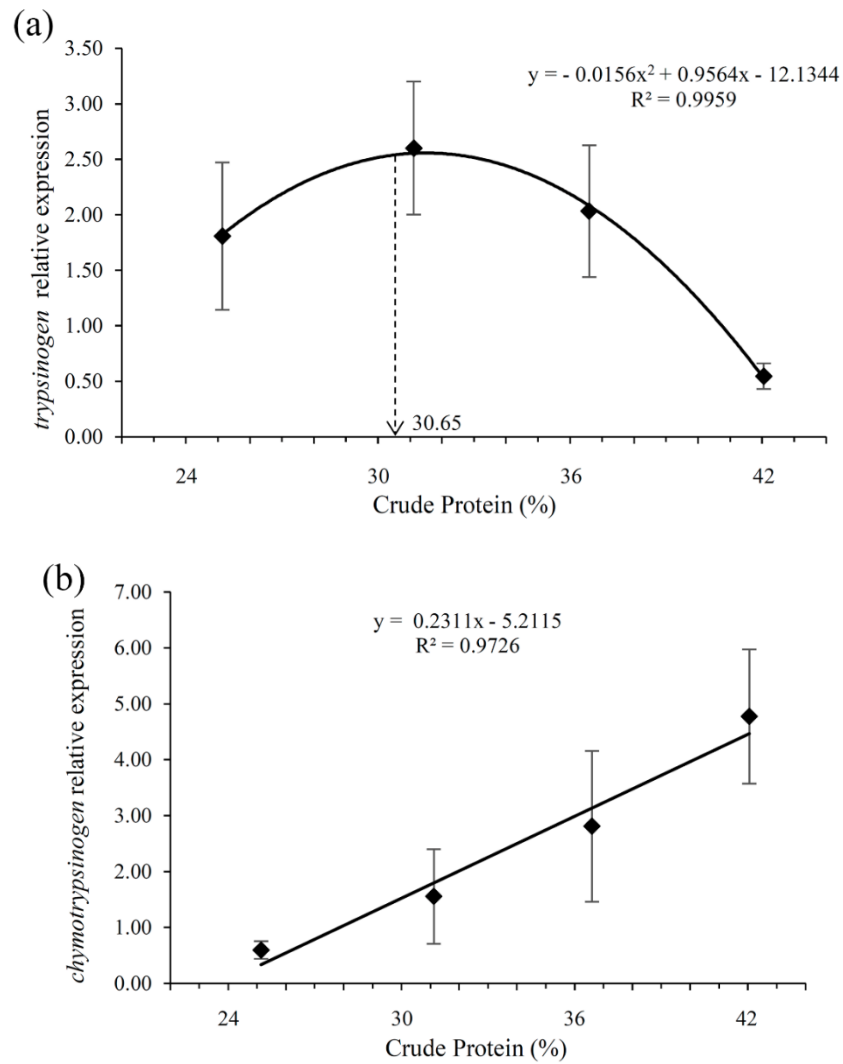 (a)
3.50
3.00
2.50
2.00
1.50
1.00
0.50
0.00
trypsinogen relative expression
y = - 0.0156x² + 0.9564x - 12.1344
R² = 0.9959
30.65
24 30 36 42
Crude Protein (%)
(b)
7.00
6.00
5.00
4.00
3.00
2.00
1.00
0.00
chymotrypsinogen relative expression
y = 0.2311x - 5.2115
R² = 0.9726
24 30 36 42
Crude Protein (%)